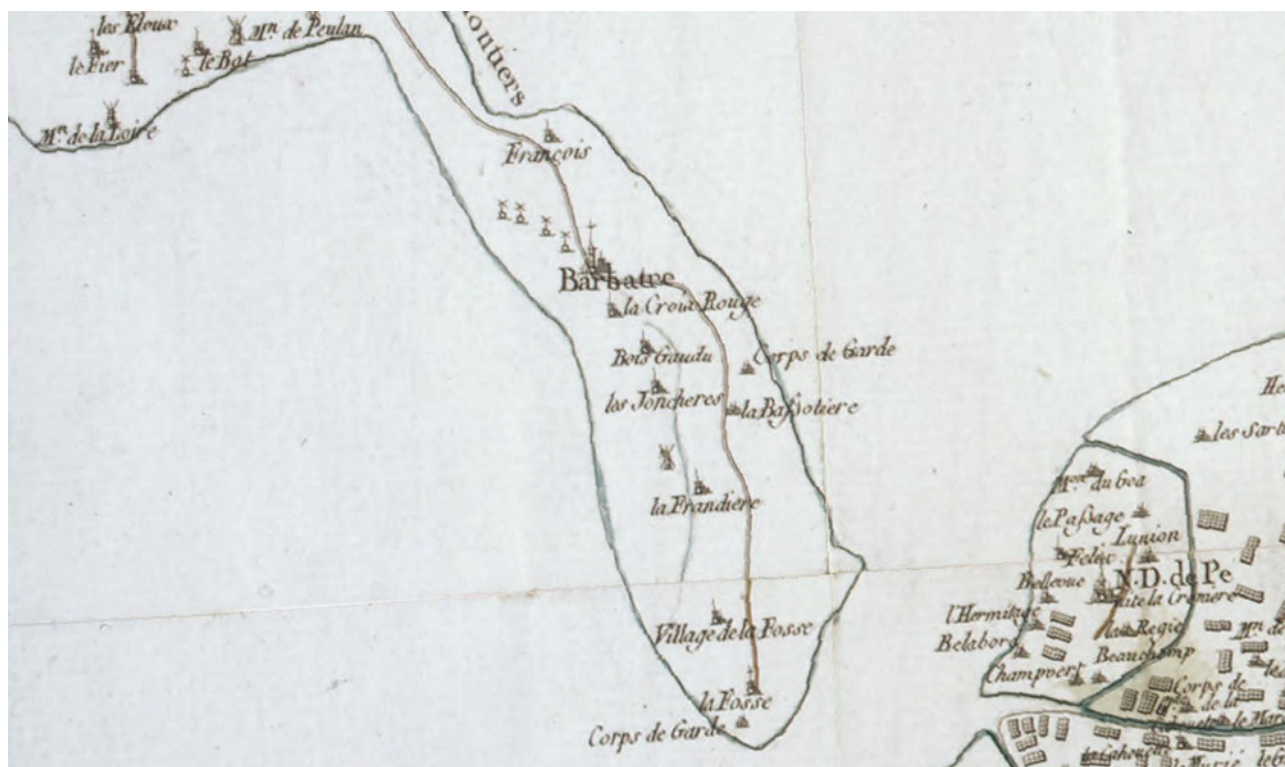 les Eloux
Mⁿ. de Peulan
le Fier
le Bot
Mⁿ. de la Loire
François
Barbatre
la Croix Rouge
Bois Gaudu
Corps de Garde
les Joncheres
la Baſsotiere
la Frandiere
Village de la Fosse
la Fosse
Corps de Garde
les Sart
du Goa
le Paſsage
Lunion
Bellevue
N.D. de Pe
l'Hermitage
la Regie
Belabord
Beauchamp
Champvert
Corps de
de la